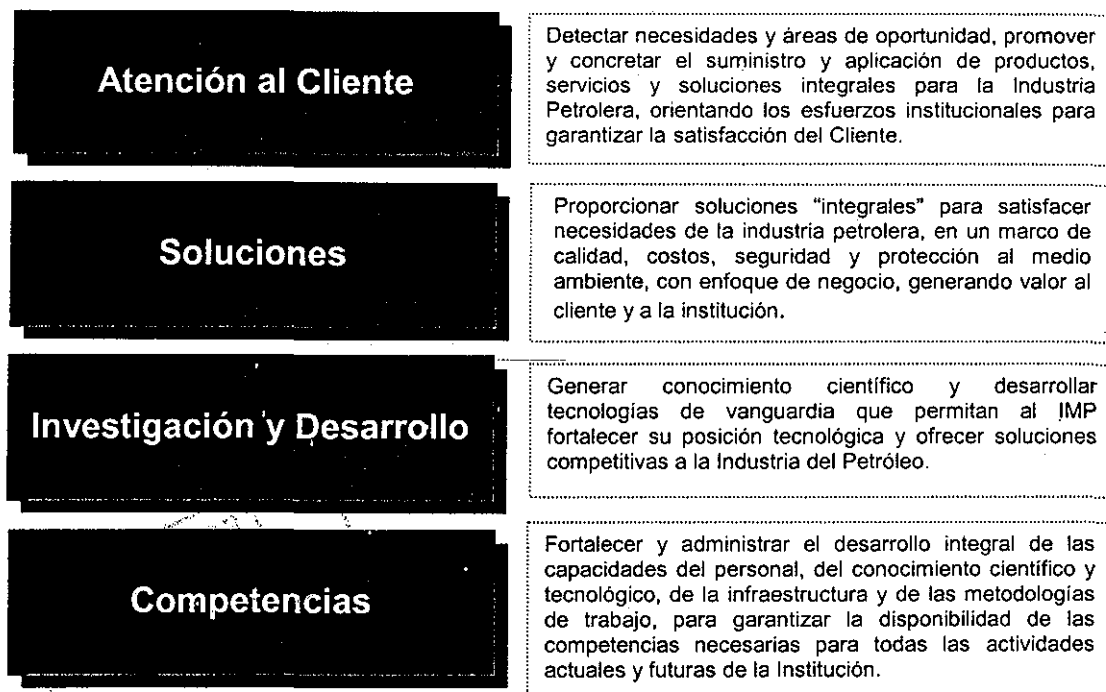 Atención al Cliente
Detectar necesidades y áreas de oportunidad, promover
y concretar el suministro y aplicación de productos,
servicios y soluciones integrales para la Industria
Petrolera, orientando los esfuerzos institucionales para
garantizar la satisfacción del Cliente.
Soluciones
Proporcionar soluciones “integrales” para satisfacer
necesidades de la industria petrolera, en un marco de
calidad, costos, seguridad y protección al medio
ambiente, con enfoque de negocio, generando valor al
cliente y a la institución.
Investigación y Desarrollo
Generar conocimiento científico y desarrollar
tecnologías de vanguardia que permitan al IMP
fortalecer su posición tecnológica y ofrecer soluciones
competitivas a la Industria del Petróleo.
Competencias
Fortalecer y administrar el desarrollo integral de las
capacidades del personal, del conocimiento científico y
tecnológico, de la infraestructura y de las metodologías
de trabajo, para garantizar la disponibilidad de las
competencias necesarias para todas las actividades
actuales y futuras de la Institución.